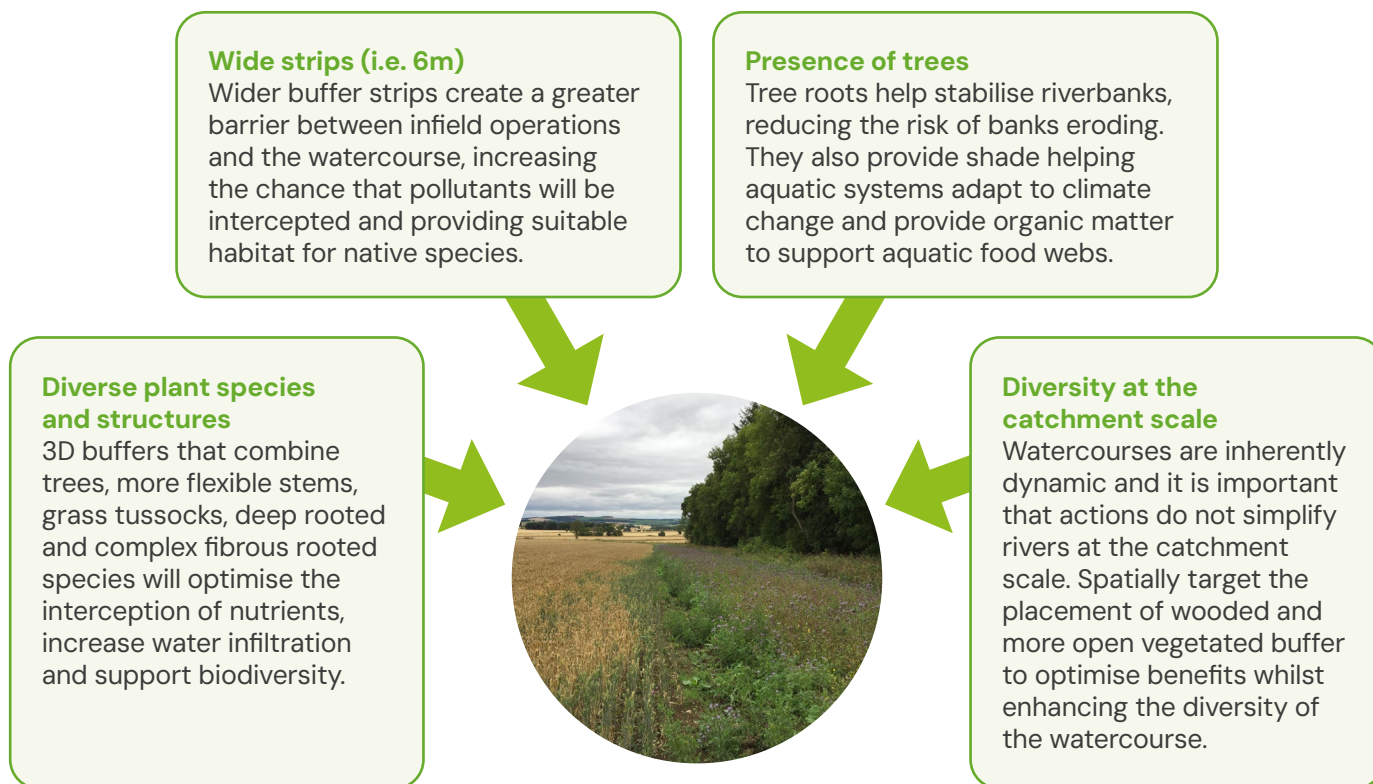 Wide strips (i.e. 6m)
Wider buffer strips create a greater
barrier between infield operations
and the watercourse, increasing
the chance that pollutants will be
intercepted and providing suitable
habitat for native species.
Presence of trees
Tree roots help stabilise riverbanks,
reducing the risk of banks eroding.
They also provide shade helping
aquatic systems adapt to climate
change and provide organic matter
to support aquatic food webs.
Diverse plant species
and structures
3D buffers that combine
trees, more flexible stems,
grass tussocks, deep rooted
and complex fibrous rooted
species will optimise the
interception of nutrients,
increase water infiltration
and support biodiversity.
Diversity at the
catchment scale
Watercourses are inherently
dynamic and it is important
that actions do not simplify
rivers at the catchment
scale. Spatially target the
placement of wooded and
more open vegetated buffer
to optimise benefits whilst
enhancing the diversity of
the watercourse.